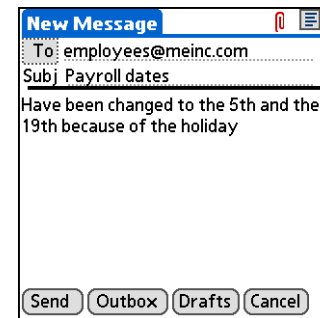 New Message
To employees@meinc.com
Subj Payroll dates
Have been changed to the 5th and the
19th because of the holiday
Send Outbox Drafts Cancel